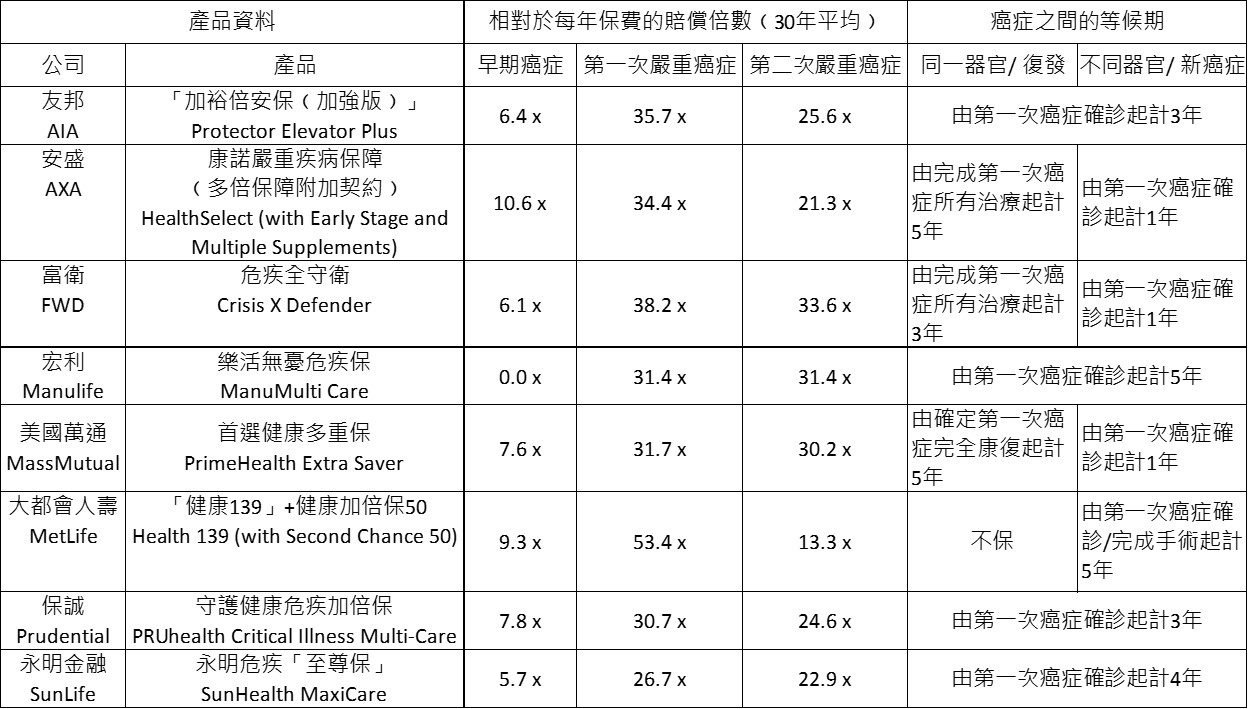 產品資料
相對於每年保費的賠償倍數﹙30年平均﹚
癌症之間的等候期
公司
產品
早期癌症
第一次嚴重癌症
第二次嚴重癌症
同一器官/ 復發
不同器官/ 新癌症
友邦
AIA
「加裕倍安保﹙加強版﹚」
Protector Elevator Plus
6.4 x
35.7 x
25.6 x
由第一次癌症確診起計3年
安盛
AXA
康諾嚴重疾病保障
﹙多倍保障附加契約﹚
HealthSelect (with Early Stage and
Multiple Supplements)
10.6 x
34.4 x
21.3 x
由完成第一次癌
症所有治療起計
5年
由第一次癌症確
診起計1年
富衛
FWD
危疾全守衛
Crisis X Defender
6.1 x
38.2 x
33.6 x
由完成第一次癌
症所有治療起計
3年
由第一次癌症確
診起計1年
宏利
Manulife
樂活無憂危疾保
ManuMulti Care
0.0 x
31.4 x
31.4 x
由第一次癌症確診起計5年
美國萬通
MassMutual
首選健康多重保
PrimeHealth Extra Saver
7.6 x
31.7 x
30.2 x
由確定第一次癌
症完全康復起計
5年
由第一次癌症確
診起計1年
大都會人壽
MetLife
「健康139」+健康加倍保50
Health 139 (with Second Chance 50)
9.3 x
53.4 x
13.3 x
不保
由第一次癌症確
診/完成手術起計
5年
保誠
Prudential
守護健康危疾加倍保
PRUhealth Critical Illness Multi-Care
7.8 x
30.7 x
24.6 x
由第一次癌症確診起計3年
永明金融
SunLife
永明危疾「至尊保」
SunHealth MaxiCare
5.7 x
26.7 x
22.9 x
由第一次癌症確診起計4年